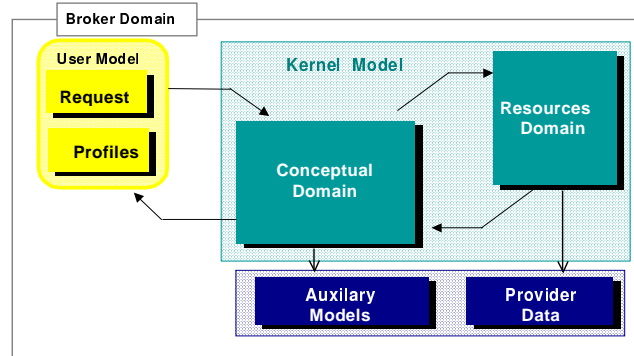 Broker Domain
User Model
Request
Profiles
Kernel Model
Conceptual
Domain
Resources
Domain
Auxilary
Models
Provider
Data